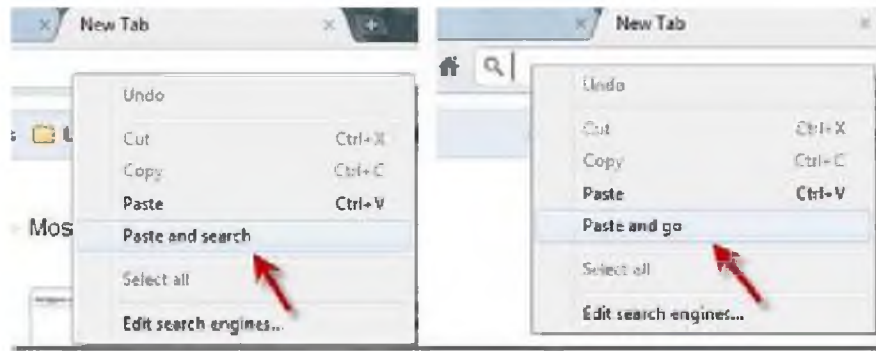 New Tab
Undo
Cut Ctrl+X
Copy Ctrl+C
Paste Ctrl+V
Mos
Paste and search
Select all
Edit search engines...
New Tab
Undo
Cut Ctrl+X
Copy Ctrl+C
Paste Ctrl+V
Paste and go
Select all
Edit search engines...